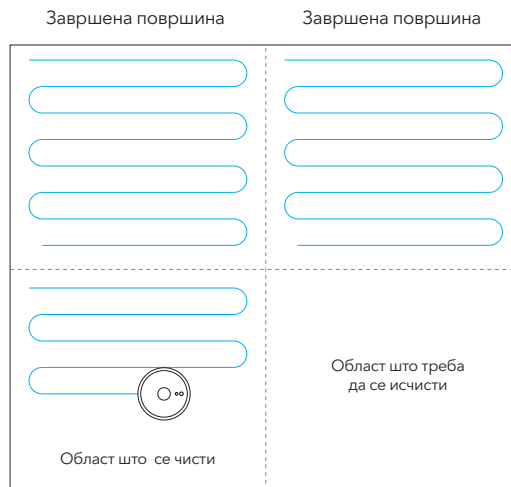 Завршена површина
Завршена површина
Област што треба
да се исчисти
Област што  се чисти